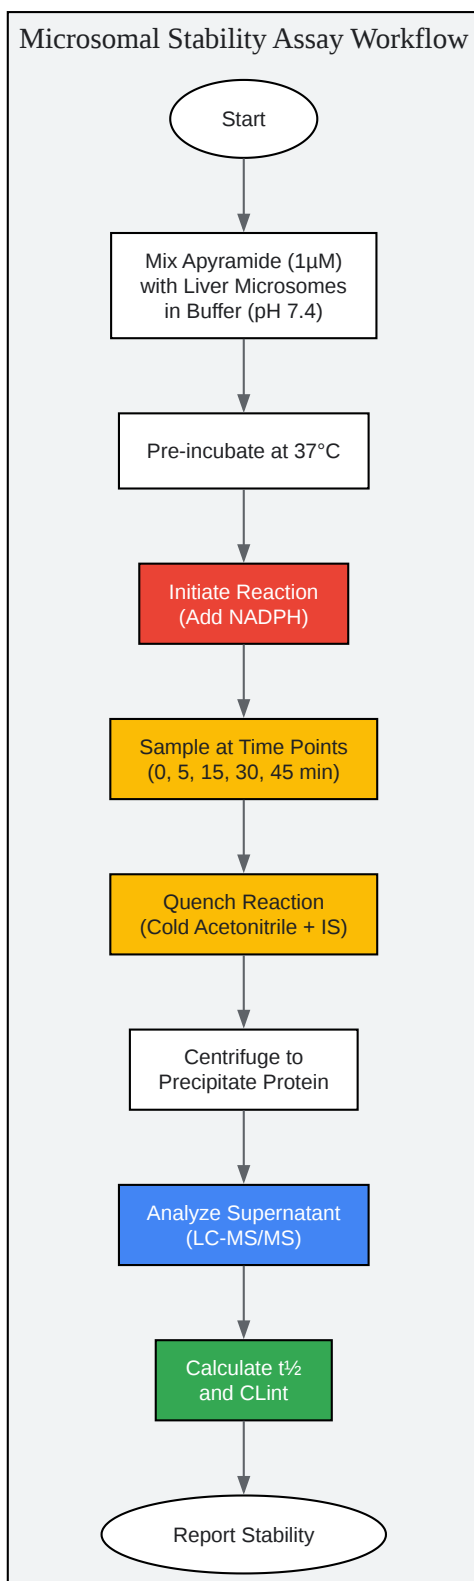 Microsomal Stability Assay Workflow
Start
Mix Apyramide (1µM)
with Liver Microsomes
in Buffer (pH 7.4)
Pre-incubate at 37°C
Initiate Reaction
(Add NADPH)
Sample at Time Points
(0, 5, 15, 30, 45 min)
Quench Reaction
(Cold Acetonitrile + IS)
Centrifuge to
Precipitate Protein
Analyze Supernatant
(LC-MS/MS)
Calculate t½
and CLint
Report Stability